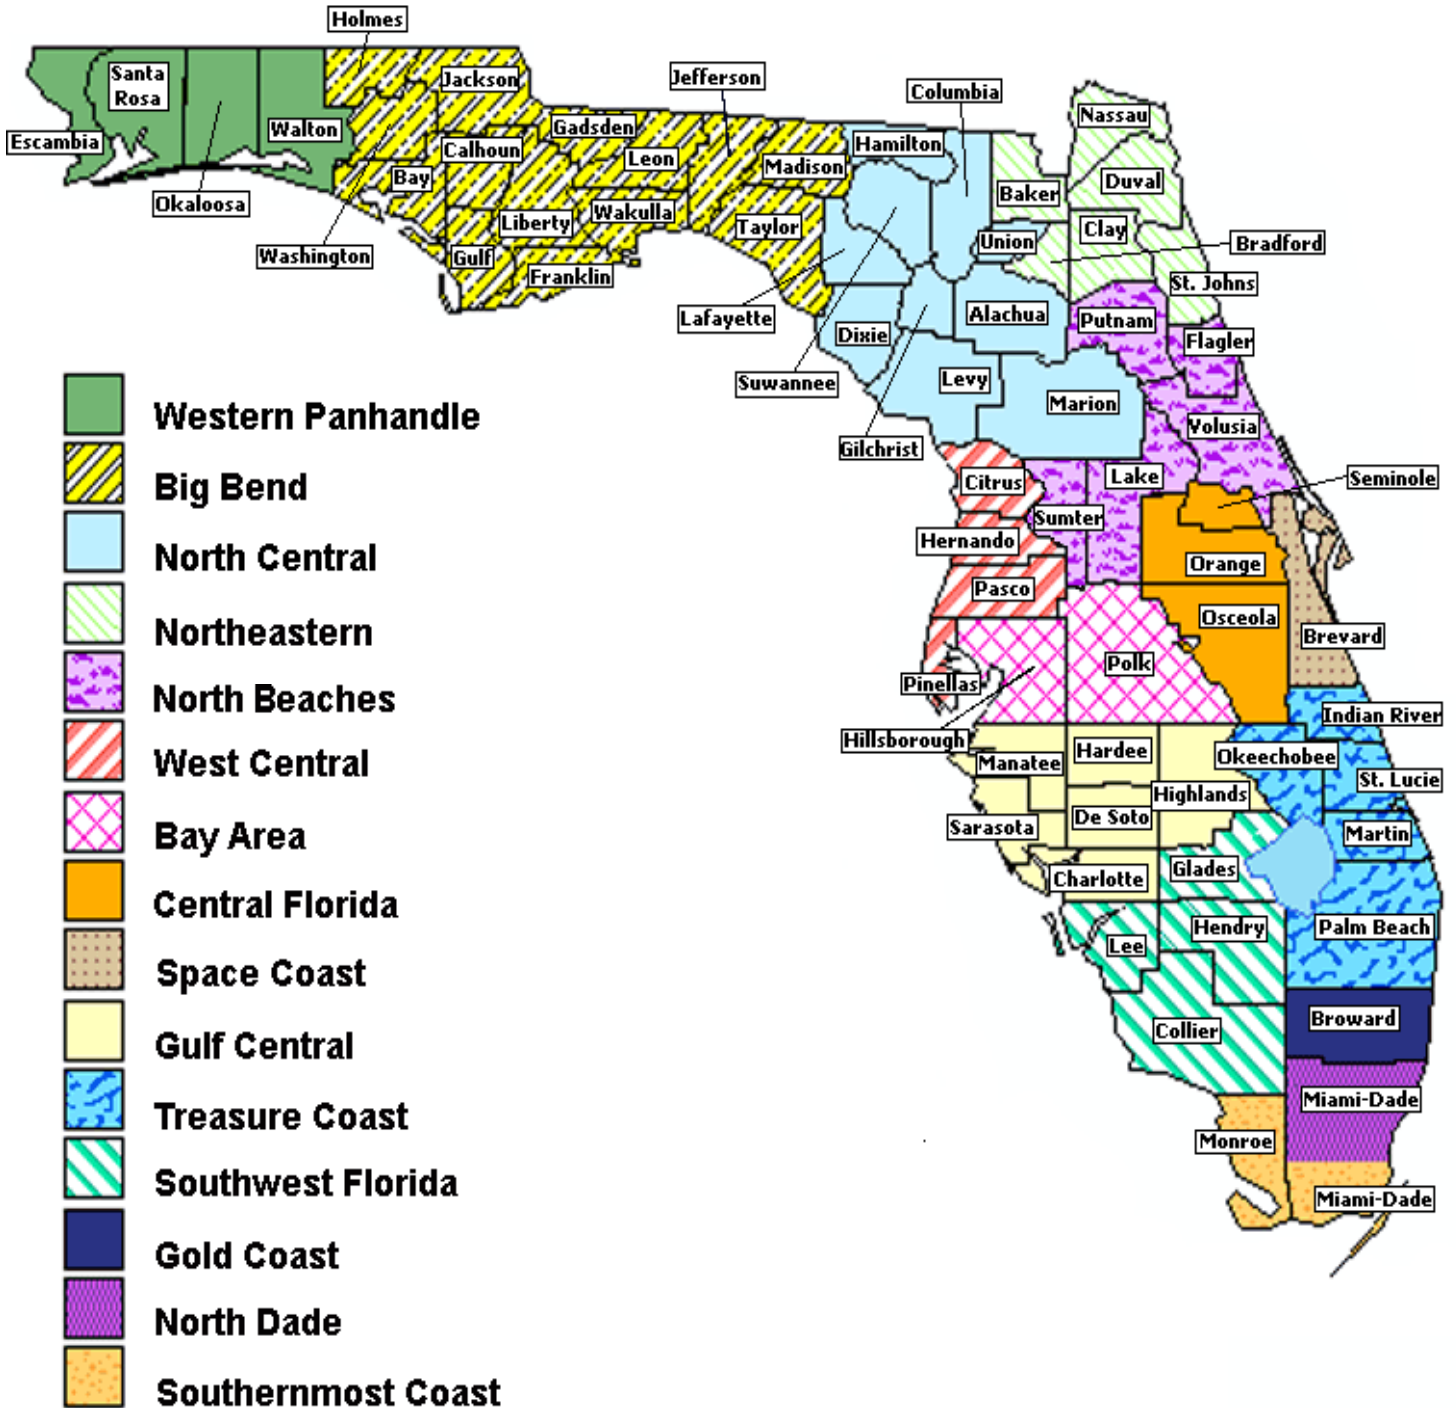 Holmes
Santa
Rosa
Jackson
Jefferson
Columbia
Nassau
Escambia
Walton
Gadsden
Hamilton
Calhoun
Leon
Madison
Duval
Bay
Baker
Okaloosa
Wakulla
Liberty
Taylor
Clay
Union
Bradford
Washington
Gulf
Franklin
St. Johns
Lafayette
Alachua
Putnam
Dixie
Flagler
Suwannee
Levy
Marion
Western Panhandle
Volusia
Gilchrist
Big Bend
Citrus
Lake
Seminole
Sumter
North Central
Hernando
Orange
Pasco
Osceola
Northeastern
Brevard
Polk
North Beaches
Pinellas
Indian River
Hillsborough
West Central
Manatee
Hardee
Okeechobee
St. Lucie
Highlands
Bay Area
Sarasota
De Soto
Martin
Glades
Charlotte
Central Florida
Hendry
Palm Beach
Lee
Space Coast
Broward
Collier
Gulf Central
Miami-Dade
Treasure Coast
Monroe
Southwest Florida
Miami-Dade
Gold Coast
North Dade
Southernmost Coast